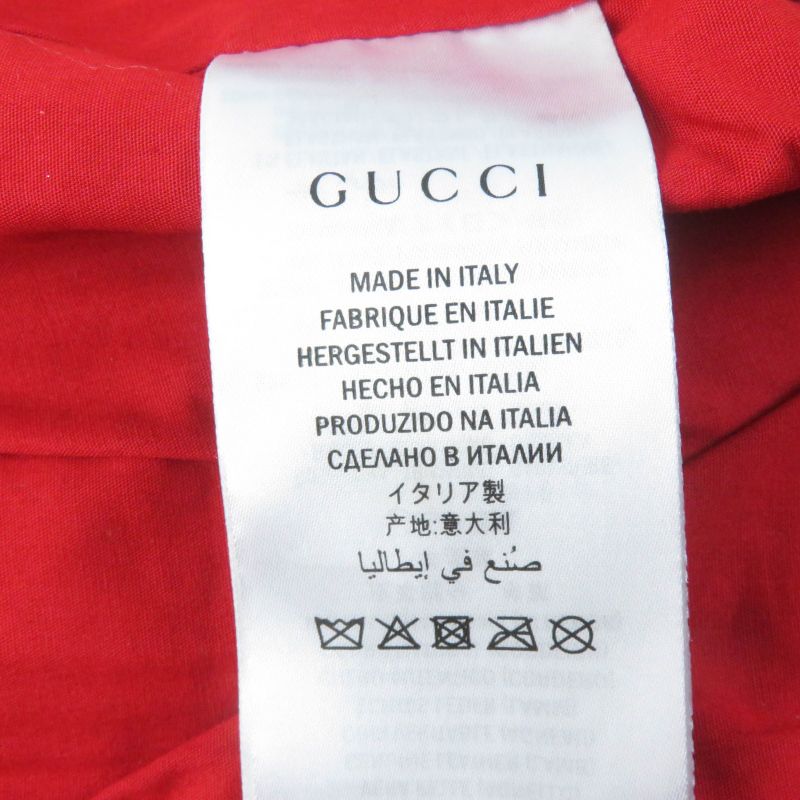 GUCCI
MADE IN ITALY
FABRIQUE EN ITALIE
HERGESTELLT IN ITALIEN
HECHO EN ITALIA
PRODUZIDO NA ITALIA
СДЕЛАНО В ИТАЛИИ
イタリア製
产地:意大利
صُنع في إيطاليا